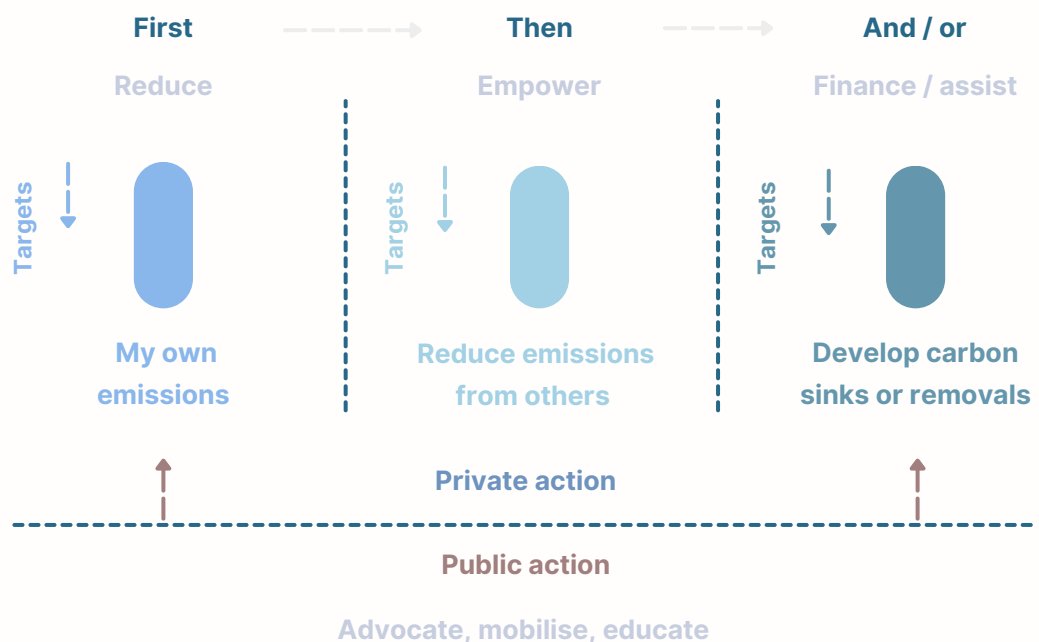 First
Then
And / or
Reduce
Empower
Finance / assist
Targets
Targets
Targets
My own
emissions
Reduce emissions
from others
Develop carbon
sinks or removals
Private action
Public action
Advocate, mobilise, educate